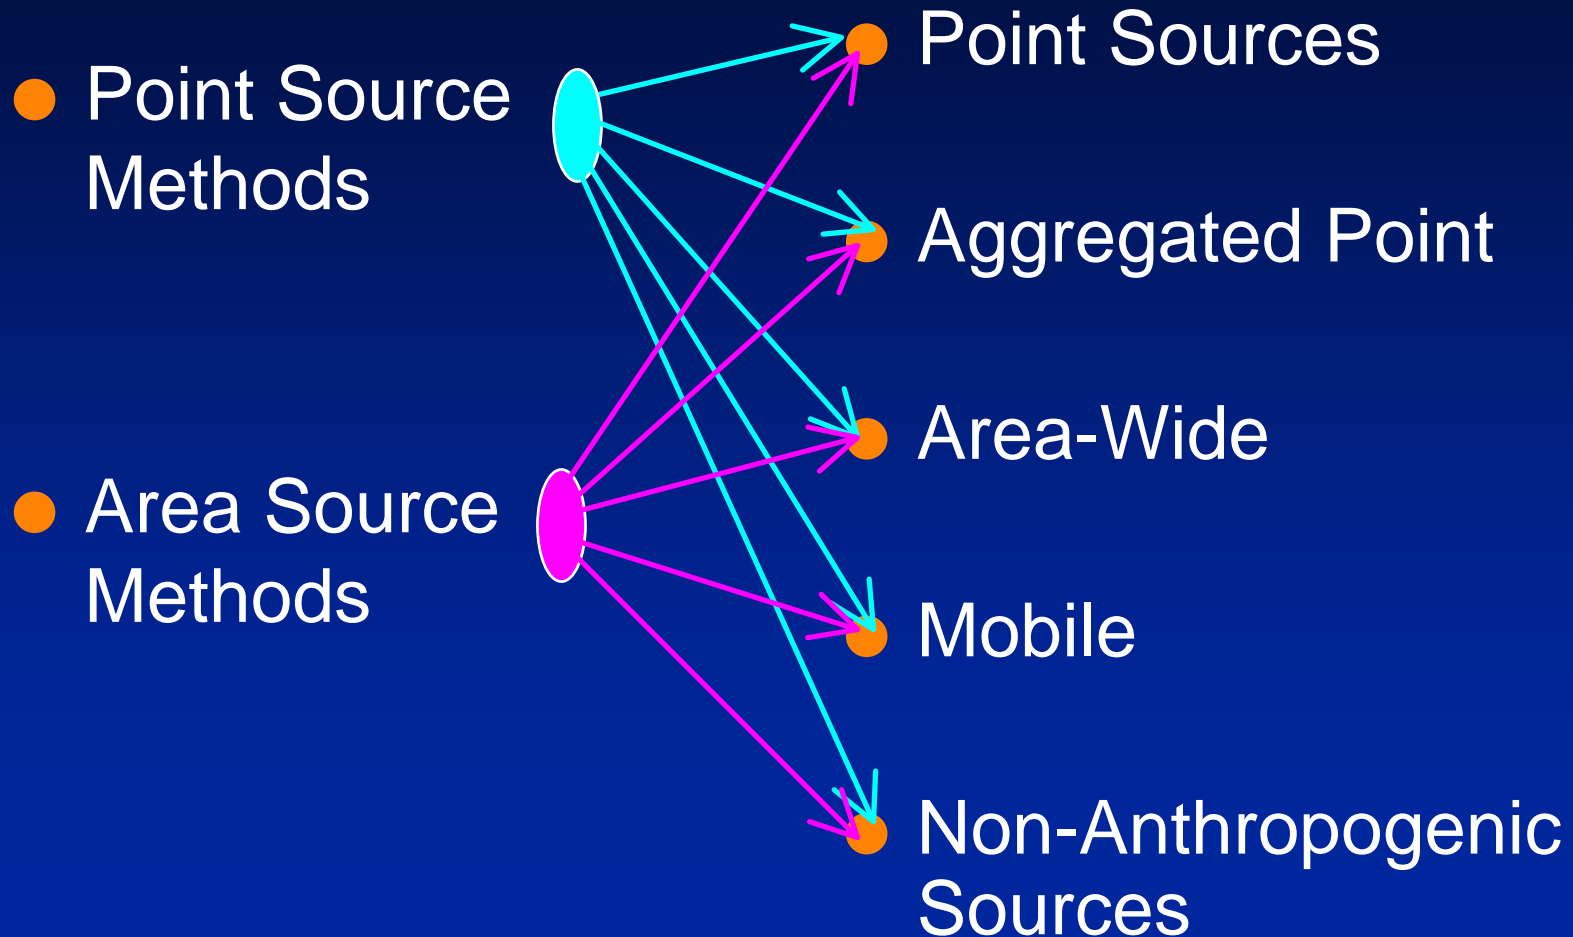 Point Source
Methods
Area Source
Methods
Point Sources
Aggregated Point
Area-Wide
Mobile
Non-Anthropogenic
Sources